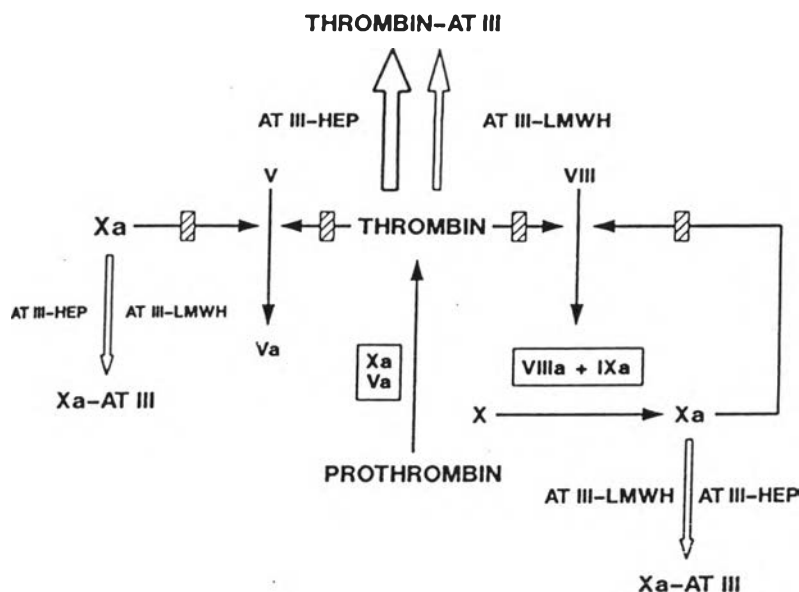 THROMBIN-AT III
AT III-HEP
AT III-LMWH
V
VIII
Xa
THROMBIN
AT III-HEP
AT III-LMWH
Va
Xa
Va
VIIIa + IXa
Xa-AT III
X
Xa
PROTHROMBIN
AT III-LMWH
AT III-HEP
Xa-AT III